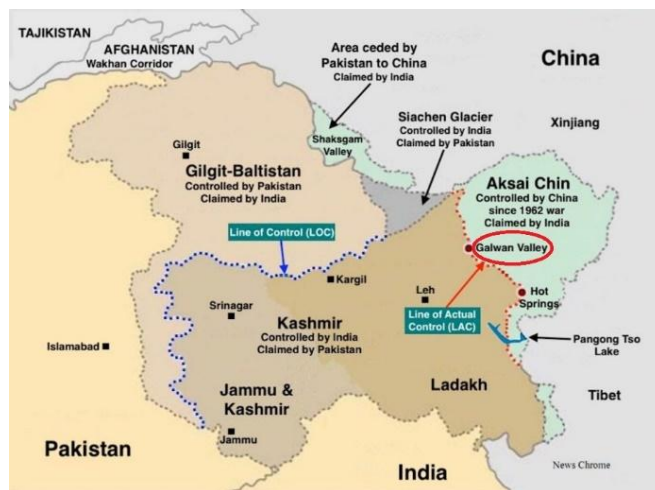 TAJIKISTAN
AFGHANISTAN
Wakhan Corridor
Area ceded by
Pakistan to China
Claimed by India
China
Siachen Glacier
Controlled by India
Claimed by Pakistan
Xinjiang
Shaksgam
Valley
Gilgit
Gilgit-Baltistan
Controlled by Pakistan
Claimed by India
Aksai Chin
Controlled by China
since 1962 war
Claimed by India
Line of Control (LOC)
Galwan Valley
Kargil
Leh
Hot
Springs
Srinagar
Line of Actual
Control (LAC)
Kashmir
Controlled by India
Claimed by Pakistan
Islamabad
Pangong Tso
Lake
Jammu &
Kashmir
Ladakh
Tibet
Jammu
Pakistan
India
News Chrome